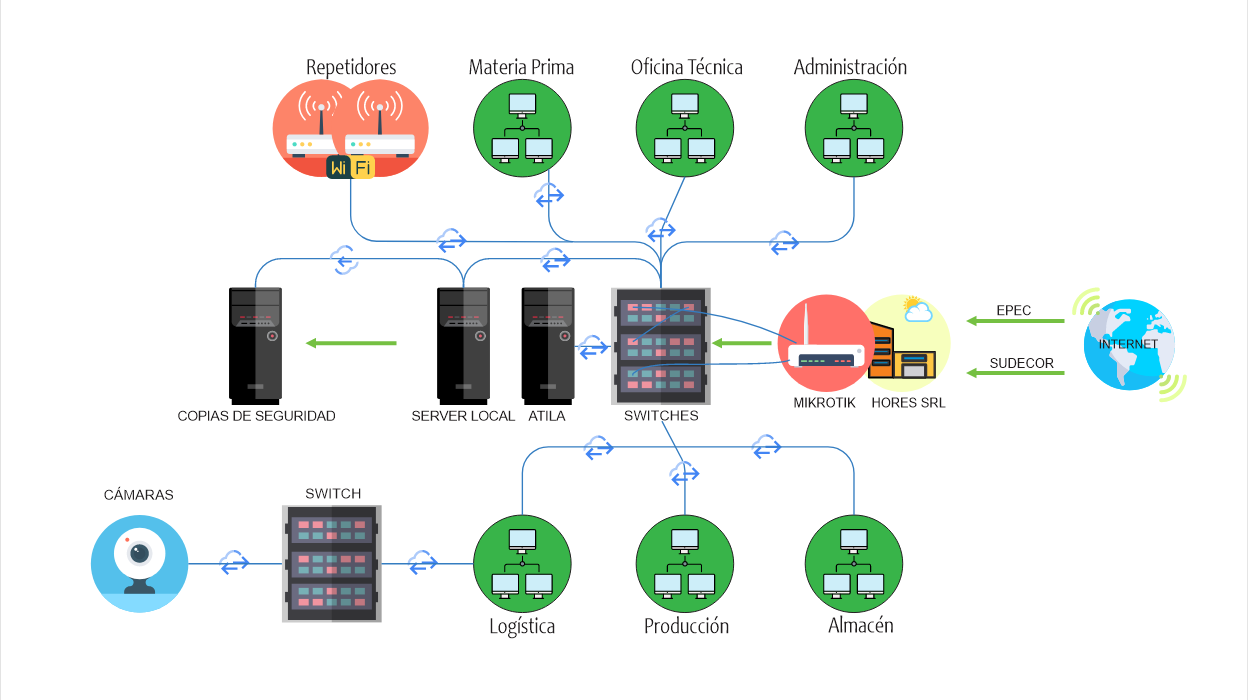 Repetidores
Materia Prima
Oficina Técnica
Administración
Wi Fi
EPEC
INTERNET
SUDECOR
MIKROTIK
HORES SRL
COPIAS DE SEGURIDAD
SERVER LOCAL
ATILA
SWITCHES
CÁMARAS
SWITCH
Logística
Producción
Almacén